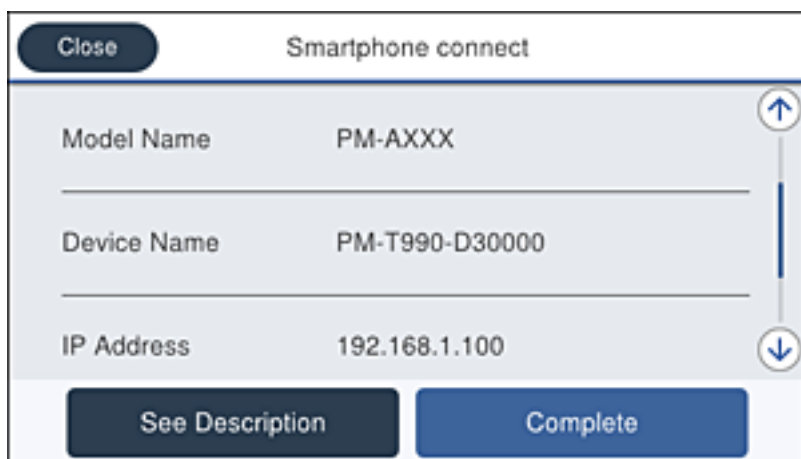 Close Smartphone connect
Model Name PM-AXXX
Device Name PM-T990-D30000
IP Address 192.168.1.100
See Description Complete